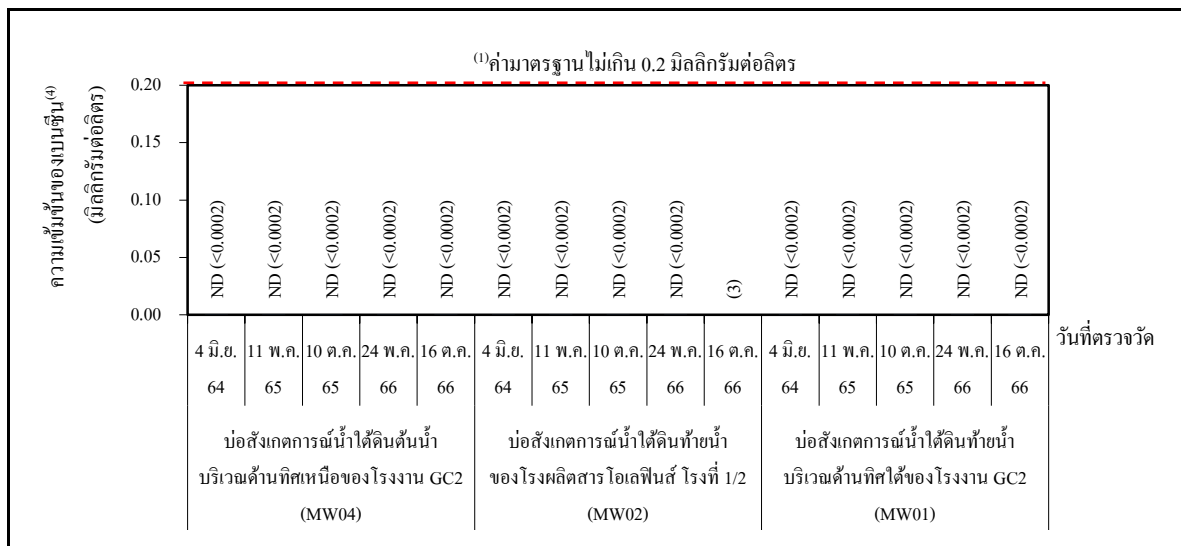 ⁽¹⁾ค่ามาตรฐานไม่เกิน 0.2 มิลลิกรัมต่อลิตร
ความเข้มข้นของเบนซีน⁽⁴⁾
(มิลลิกรัมต่อลิตร)
0.20
0.15
0.10
0.05
0.00
ND (<0.0002) ND (<0.0002) ND (<0.0002) ND (<0.0002) ND (<0.0002) ND (<0.0002) ND (<0.0002) ND (<0.0002) ND (<0.0002) (3) ND (<0.0002) ND (<0.0002) ND (<0.0002) ND (<0.0002) ND (<0.0002)
วันที่ตรวจวัด
4 มิ.ย. 11 พ.ค. 10 ต.ค. 24 พ.ค. 16 ต.ค. 4 มิ.ย. 11 พ.ค. 10 ต.ค. 24 พ.ค. 16 ต.ค. 4 มิ.ย. 11 พ.ค. 10 ต.ค. 24 พ.ค. 16 ต.ค.
64 65 65 66 66 64 65 65 66 66 64 65 65 66 66
บ่อสังเกตการณ์น้ำใต้ดินต้นน้ำ
บริเวณด้านทิศเหนือของโรงงาน GC2
(MW04)
บ่อสังเกตการณ์น้ำใต้ดินท้ายน้ำ
ของโรงผลิตสารโอเลฟินส์ โรงที่ 1/2
(MW02)
บ่อสังเกตการณ์น้ำใต้ดินท้ายน้ำ
บริเวณด้านทิศใต้ของโรงงาน GC2
(MW01)